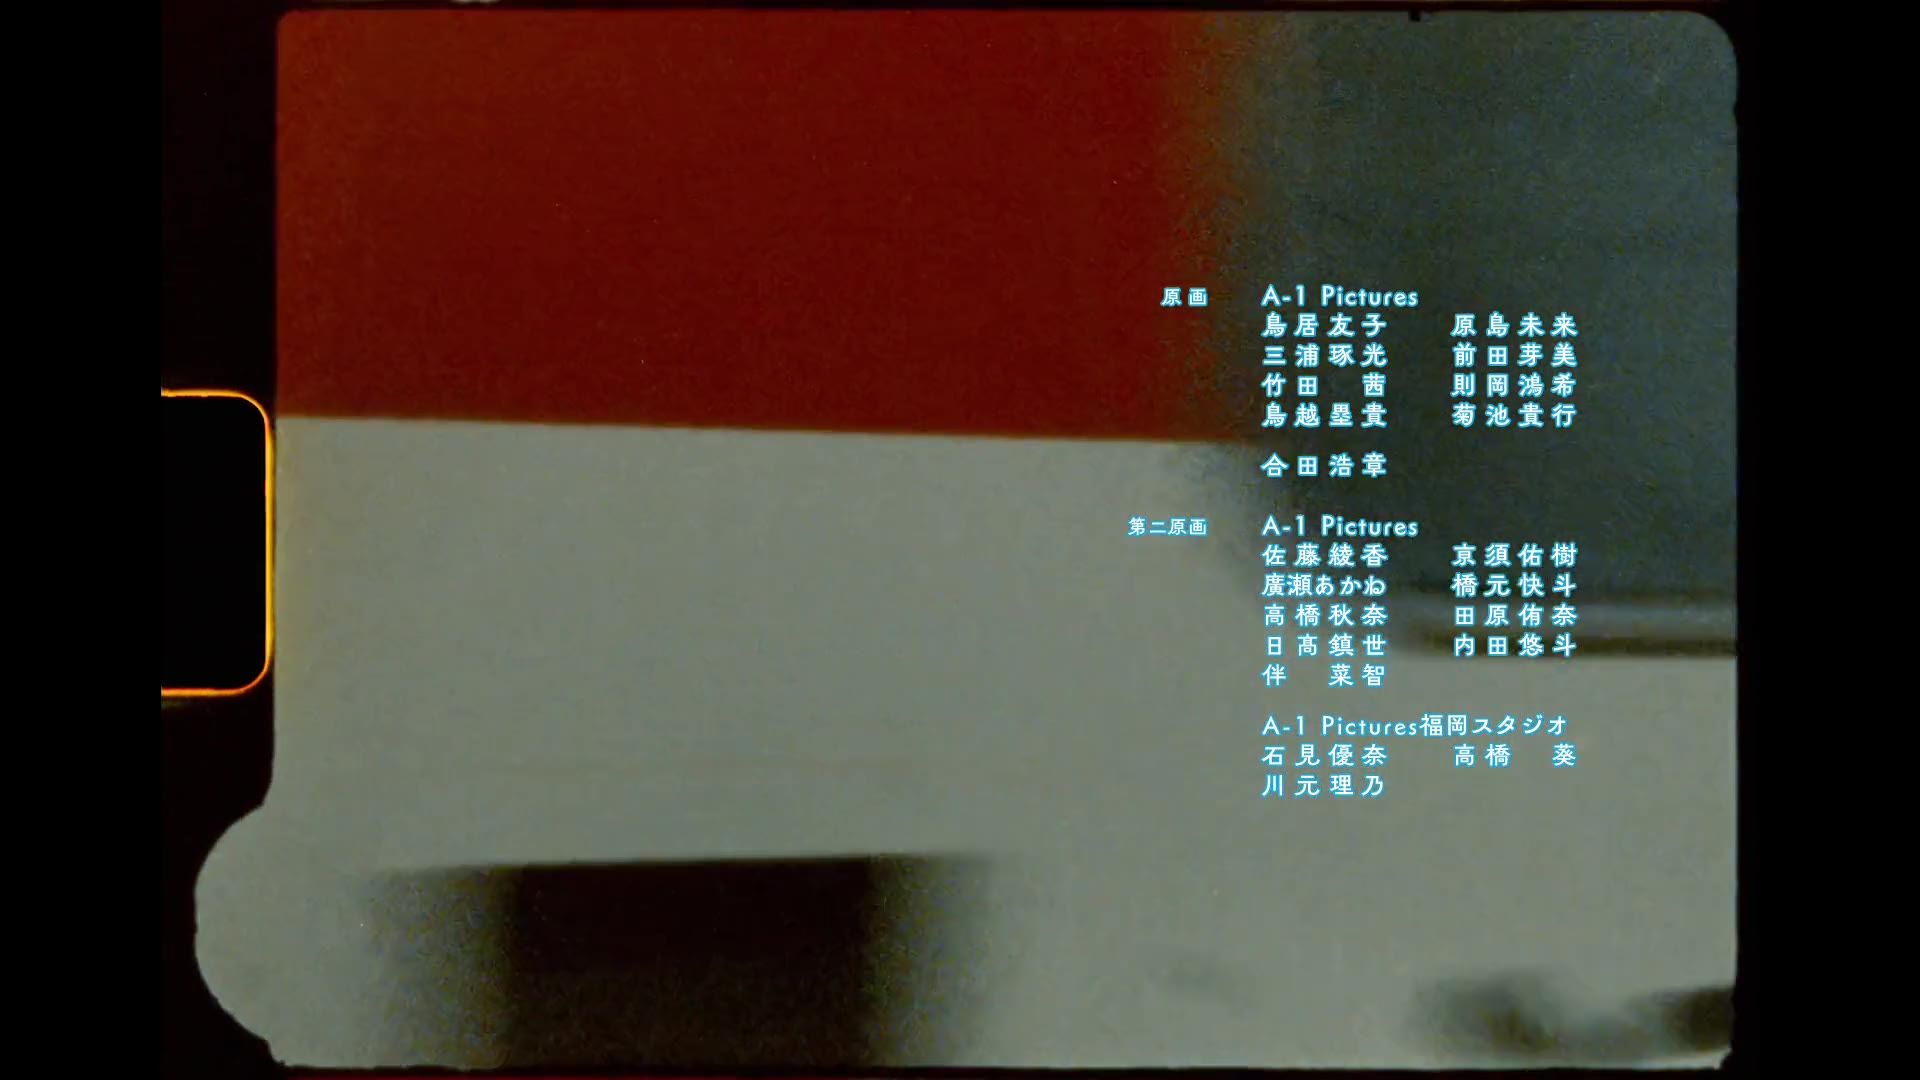 原画 A-1 Pictures
鳥居友子 原島未来
三浦琢光 前田芽美
竹田 茜 則岡鴻希
鳥越塁貴 菊池貴行
合田浩章
第二原画 A-1 Pictures
佐藤綾香 京須佑樹
廣瀬あかね 橋元快斗
高橋秋奈 田原侑奈
日髙鎮世 内田悠斗
伴 菜智
A-1 Pictures福岡スタジオ
石見優奈 高橋 葵
川元理乃